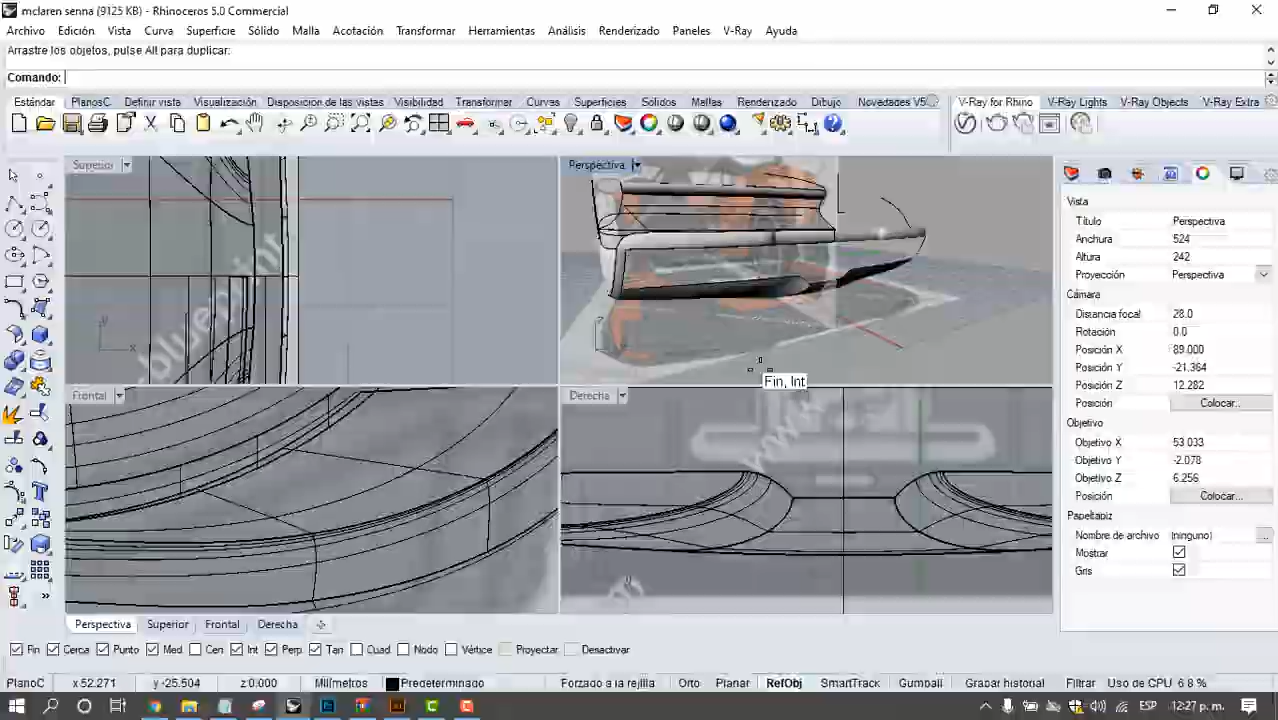 mclaren senna (9125 KB) - Rhinoceros 5.0 Commercial
Archivo Edición Vista Curva Superficie Sólido Malla Acotación Transformar Herramientas Análisis Renderizado Paneles V-Ray Ayuda
Arrastre los objetos, pulse Alt para duplicar:
Comando:
Estándar PlanosC Definir vista Visualización Disposición de las vistas Visibilidad Transformar Curvas Superficies Sólidos Mallas Renderizado Dibujo Novedades V5 V-Ray for Rhino V-Ray Lights V-Ray Objects V-Ray Extra
Superior
Perspectiva
Vista
Título Perspectiva
Anchura 524
Altura 242
Proyección Perspectiva
Cámara
Distancia focal 28.0
Rotación 0.0
Posición X 89.000
Posición Y -21.364
Posición Z 12.282
Posición Colocar...
Objetivo
Objetivo X 53.033
Objetivo Y -2.078
Objetivo Z 6.256
Posición Colocar...
Papel tapiz
Nombre de archivo (ninguno) ...
Mostrar
Gris
y
x
Fin, Int
Frontal
Derecha
www.
Perspectiva Superior Frontal Derecha
Fin Cerca Punto Med Cen Int Perp Tan Cuad Nodo Vértice Proyectar Desactivar
PlanoC x:52.271 y:-25.504 z:0.000 Milímetros Predeterminado Forzado a la rejilla Orto Planar RefObj SmartTrack Gumball Grabar historial Filtrar Uso de CPU 6.8 %
ESP 12:27 p. m.